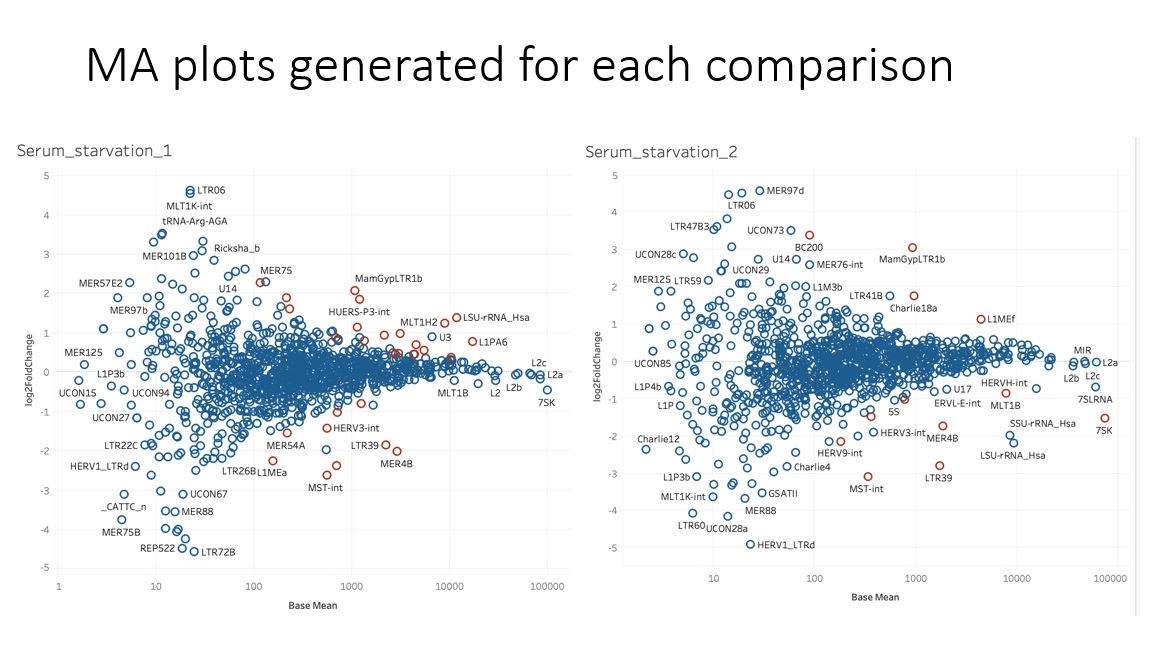 MA plots generated for each comparison
Serum_starvation_1
5
4
3
2
1
0
-1
-2
-3
-4
-5
log2FoldChange
LTR06
MLT1K-int
tRNA-Arg-AGA
MER101B
Ricksha_b
MER57E2
MER75
U14
MamGypLTR1b
MER97b
HUERS-P3-int
MLT1H2
LSU-rRNA_Hsa
U3
L1PA6
MER125
L2c
L1P3b
L2a
UCON15
UCON94
MLT1B
L2
L2b
7SK
UCON27
HERV3-int
LTR22C
MER54A
LTR39
HERV1_LTRd
LTR26B
L1MEa
MER4B
MST-int
UCON67
_CATTC_n
MER88
MER75B
REP522
LTR72B
1
10
100
1000
10000
100000
Base Mean
Serum_starvation_2
5
4
3
2
1
0
-1
-2
-3
-4
-5
log2FoldChange
MER97d
LTR06
LTR47B3
UCON73
BC200
UCON28c
U14
MER76-int
MamGypLTR1b
UCON29
MER125
LTR59
L1M3b
LTR41B
Charlie18a
L1MEf
UCON85
MIR
L2a
L2b
L2c
L1P4b
U17
HERVH-int
L1P
ERVL-E-int
MLT1B
7SLRNA
5S
SSU-rRNA_Hsa
7SK
Charlie12
HERV3-int
MER4B
HERV9-int
LSU-rRNA_Hsa
L1P3b
Charlie4
LTR39
MST-int
MLT1K-int
GSATII
MER88
LTR60
UCON28a
HERV1_LTRd
10
100
1000
10000
100000
Base Mean